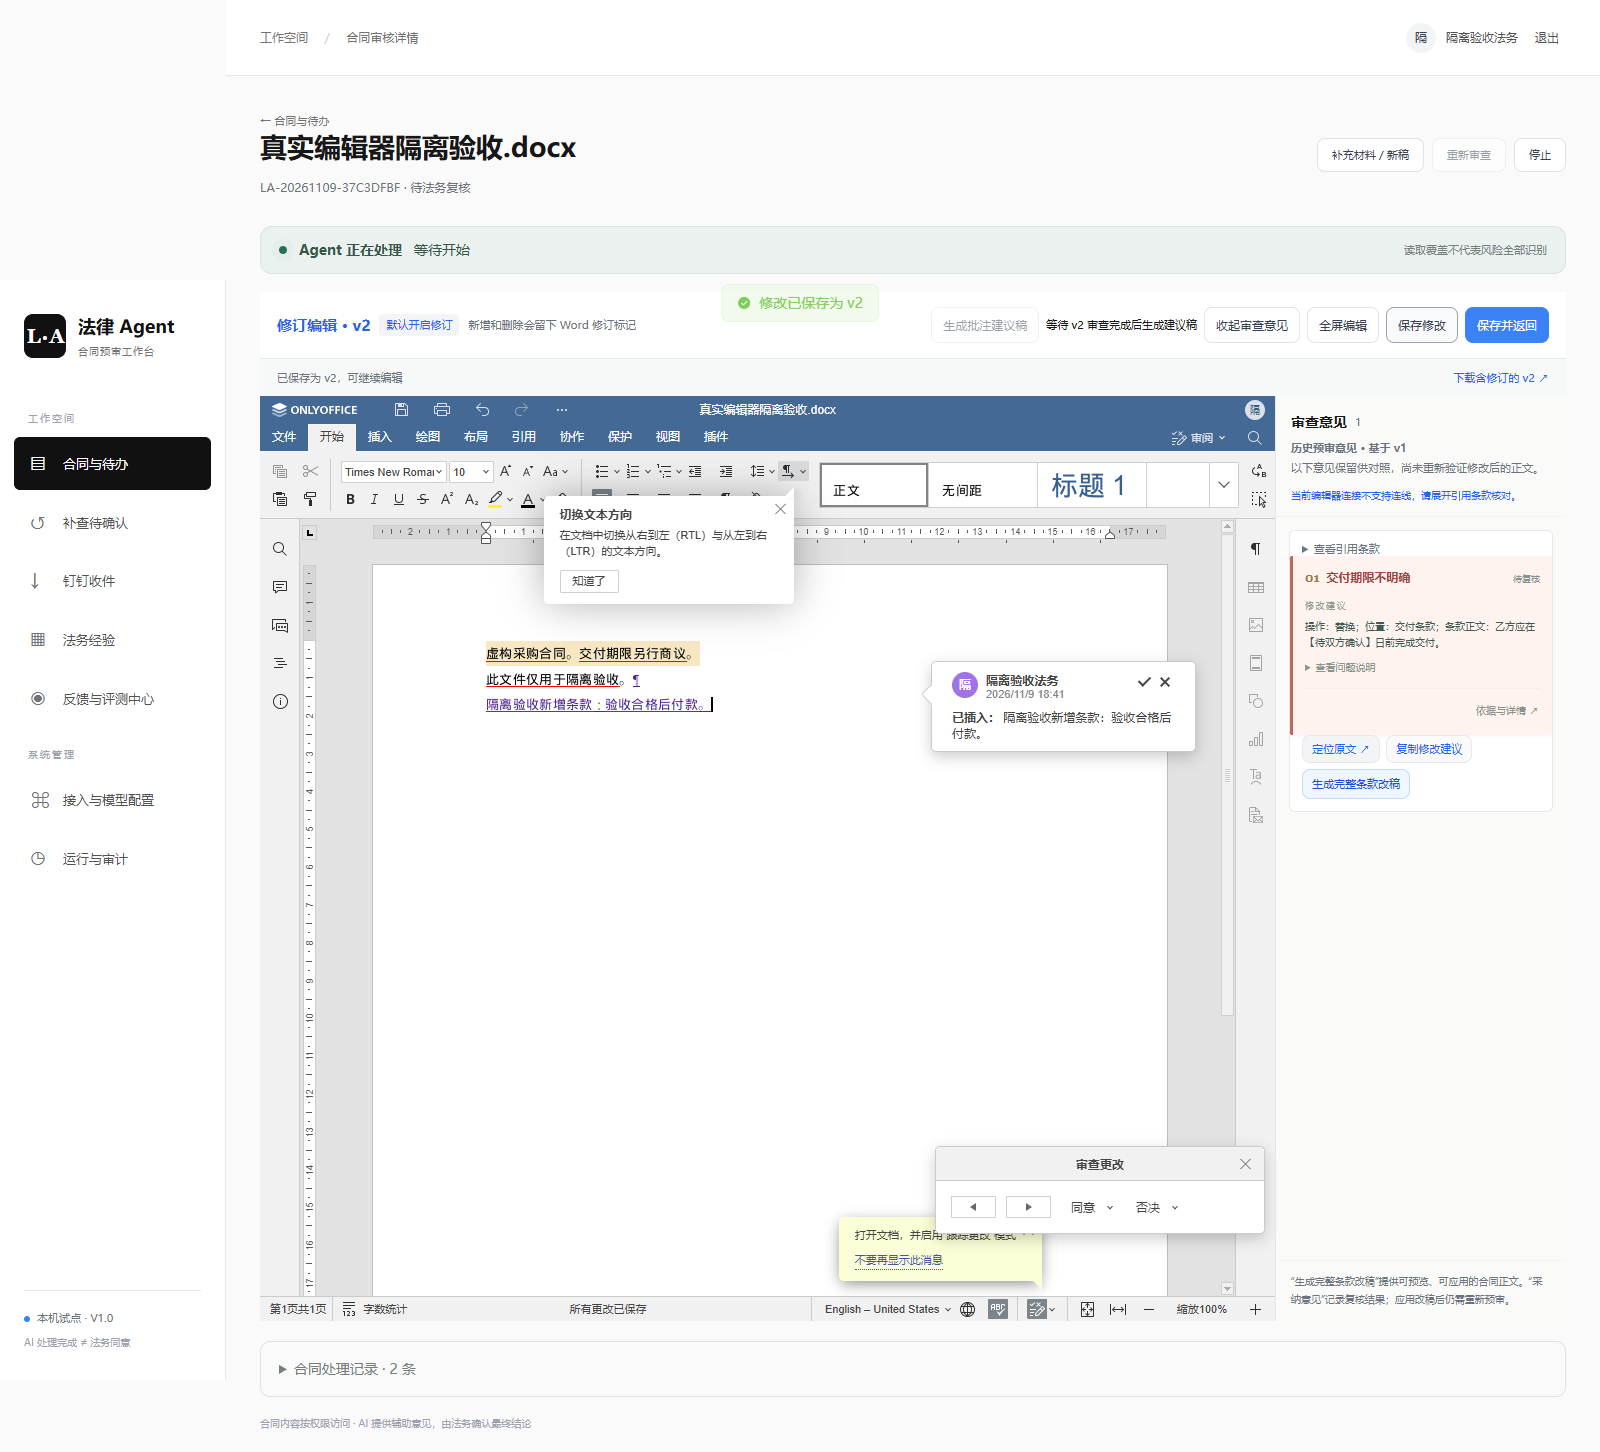 工作空间 / 合同审核详情
隔 隔离验收法务 退出
← 合同与待办
真实编辑器隔离验收.docx
LA-20261109-37C3DFBF · 待法务复核
补充材料 / 新稿 重新审查 停止
Agent 正在处理 等待开始
读取覆盖不代表风险全部识别
修改已保存为 v2
L·A 法律 Agent
合同预审工作台
工作空间
合同与待办
补查待确认
钉钉收件
法务经验
反馈与评测中心
系统管理
接入与模型配置
运行与审计
本机试点 · V1.0
AI 处理完成 ≠ 法务同意
修订编辑 • v2 默认开启修订 新增和删除会留下 Word 修订标记
生成批注建议稿 等待 v2 审查完成后生成建议稿 收起审查意见 全屏编辑 保存修改 保存并返回
已保存为 v2，可继续编辑
下载含修订的 v2 ↗
ONLYOFFICE 真实编辑器隔离验收.docx 隔
文件 开始 插入 绘图 布局 引用 协作 保护 视图 插件 审阅
Times New Roman 10
正文 无间距 标题 1
切换文本方向
在文档中切换从右到左（RTL）与从左到右
（LTR）的文本方向。
知道了
虚构采购合同。交付期限另行商议。
此文件仅用于隔离验收。¶
隔离验收新增条款：验收合格后付款。
隔 隔离验收法务
2026/11/9 18:41
已插入： 隔离验收新增条款：验收合格后
付款。
审查更改
同意 否决
打开文档，并启用"跟踪更改"模式
不要再显示此消息
第1页共1页 字数统计 所有更改已保存 English – United States 缩放100%
审查意见 1
历史预审意见 • 基于 v1
以下意见保留供对照，尚未重新验证修改后的正文。
当前编辑器连接不支持连线，请展开引用条款核对。
▶ 查看引用条款
01 交付期限不明确 待复核
修改建议
操作：替换；位置：交付条款；条款正文：乙方应在
【待双方确认】日前完成交付。
▶ 查看问题说明
依据与详情 ↗
定位原文 ↗ 复制修改建议
生成完整条款改稿
“生成完整条款改稿”提供可预览、可应用的合同正文。“采
纳意见”记录复核结果；应用改稿后仍需重新预审。
▶ 合同处理记录 · 2 条
合同内容按权限访问 · AI 提供辅助意见，由法务确认最终结论